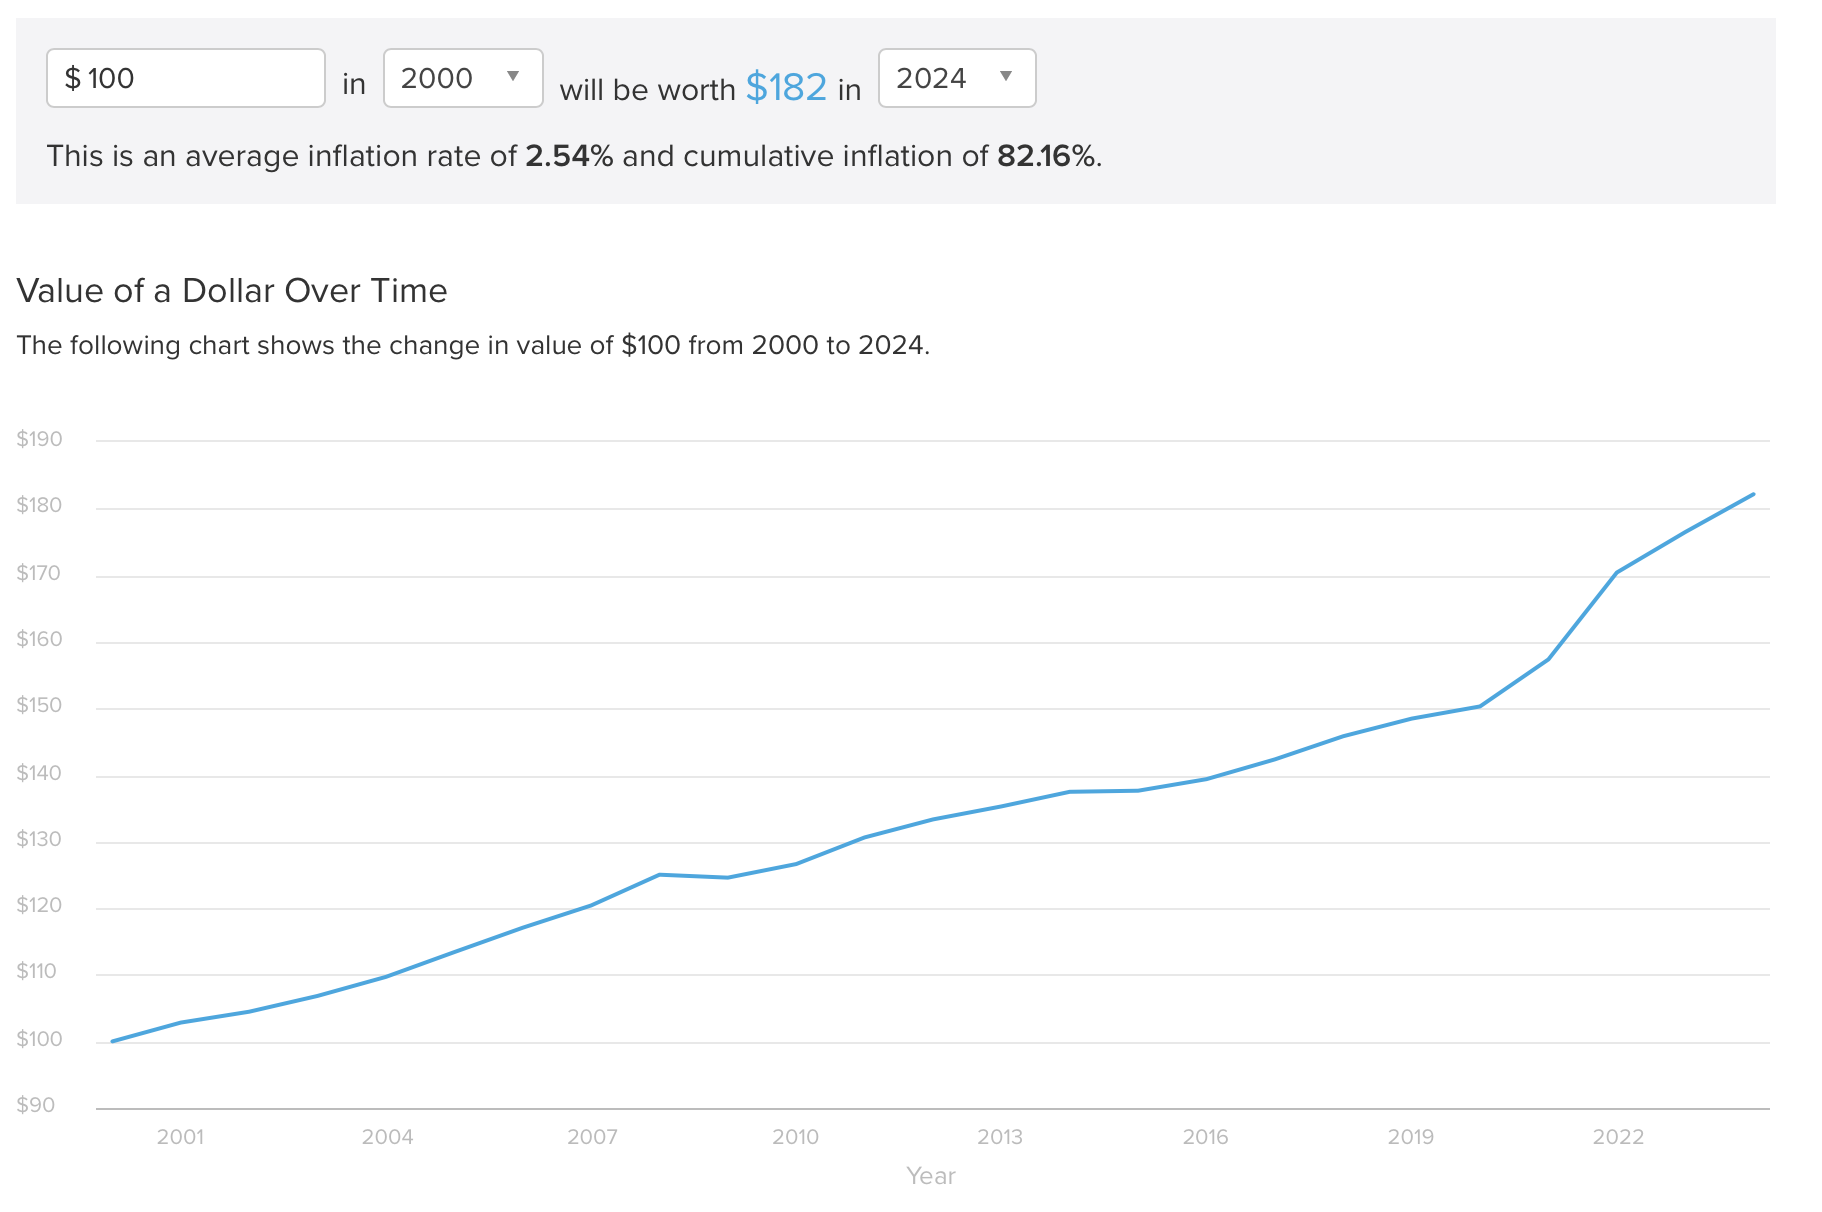 $ 100 in 2000 will be worth $182 in 2024
This is an average inflation rate of 2.54% and cumulative inflation of 82.16%.
Value of a Dollar Over Time
The following chart shows the change in value of $100 from 2000 to 2024.
$190
$180
$170
$160
$150
$140
$130
$120
$110
$100
$90
2001 2004 2007 2010 2013 2016 2019 2022
Year